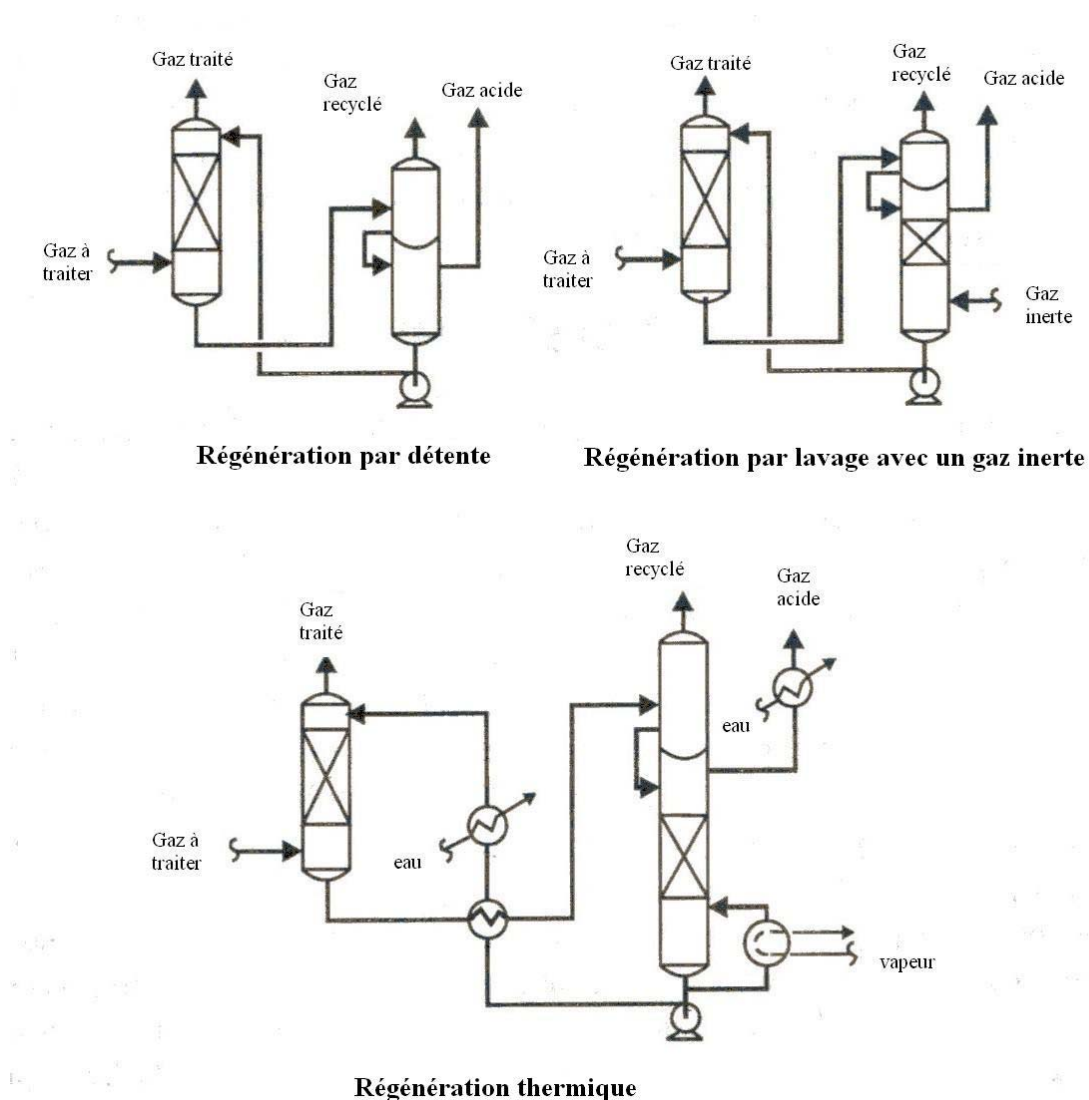 Gaz traité
Gaz
recyclé
Gaz acide
Gaz à
traiter
Régénération par détente
Gaz traité
Gaz
recyclé
Gaz acide
Gaz à
traiter
Gaz
inerte
Régénération par lavage avec un gaz inerte
Gaz
traité
Gaz
recyclé
Gaz
acide
eau
Gaz à
traiter
eau
vapeur
Régénération thermique